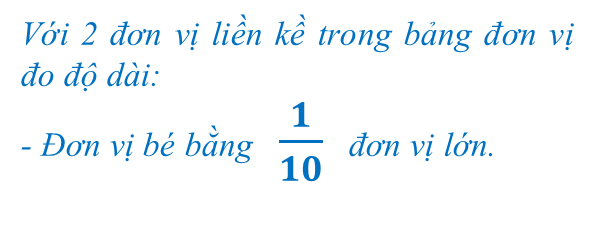 Với 2 đơn vị liền kề trong bảng đơn vị
đo độ dài:
- Đơn vị bé bằng 1/10 đơn vị lớn.